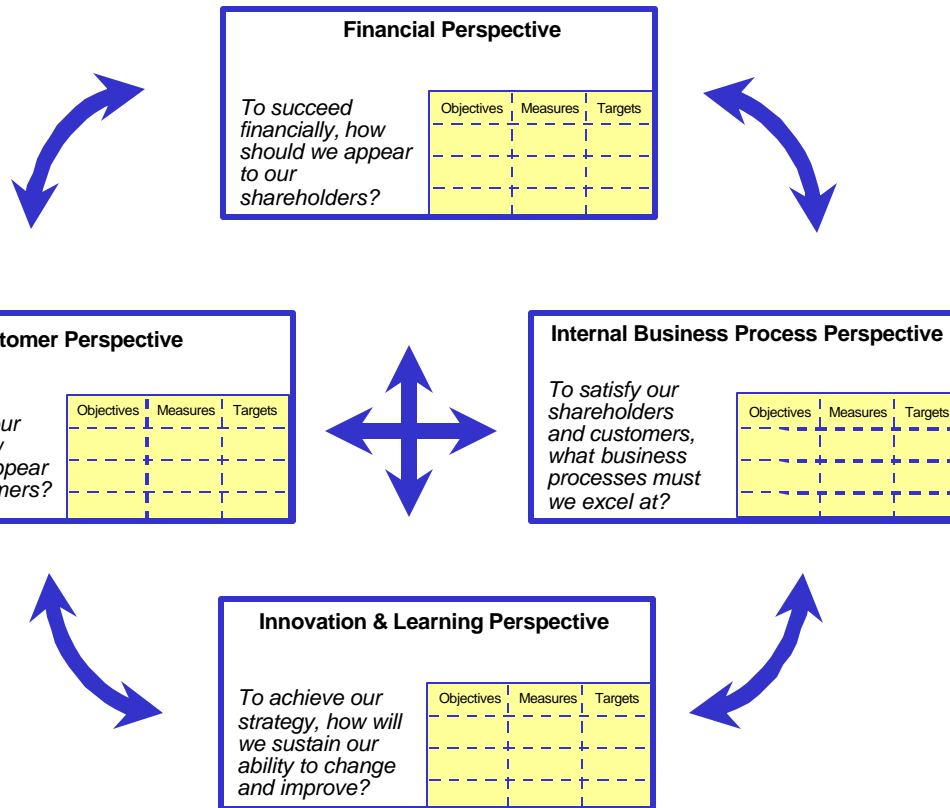 Financial Perspective
To succeed
financially, how
should we appear
to our
shareholders?
Objectives Measures Targets
tomer Perspective
ur
ppear
mers?
Objectives Measures Targets
Internal Business Process Perspective
To satisfy our
shareholders
and customers,
what business
processes must
we excel at?
Objectives Measures Targets
Innovation & Learning Perspective
To achieve our
strategy, how will
we sustain our
ability to change
and improve?
Objectives Measures Targets